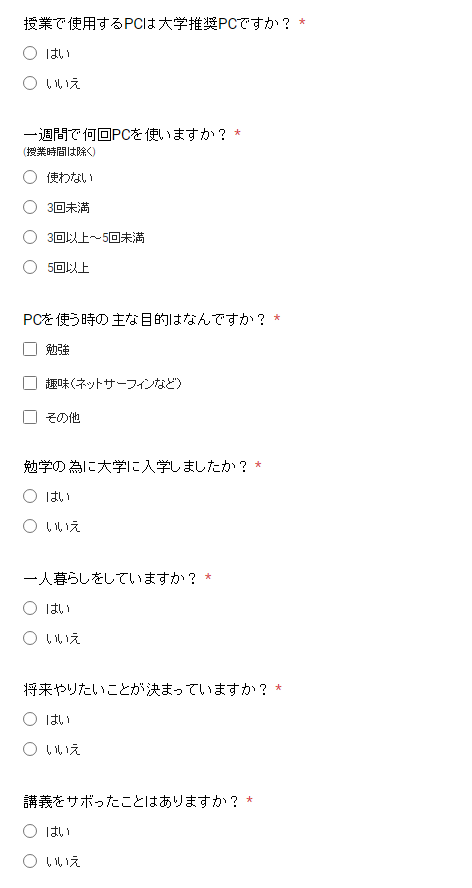 授業で使用するPCは大学推奨PCですか？ *
はい
いいえ
一週間で何回PCを使いますか？ *
(授業時間は除く)
使わない
3回未満
3回以上～5回未満
5回以上
PCを使う時の主な目的はなんですか？ *
勉強
趣味(ネットサーフィンなど)
その他
勉学の為に大学に入学しましたか？ *
はい
いいえ
一人暮らしをしていますか？ *
はい
いいえ
将来やりたいことが決まっていますか？ *
はい
いいえ
講義をサボったことはありますか？ *
はい
いいえ